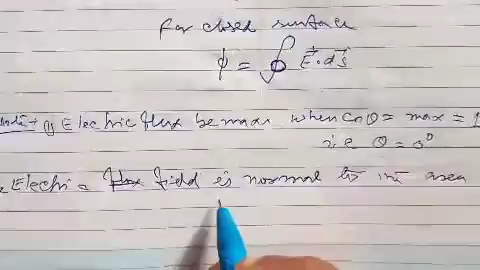 For closed surface
ϕ = ∮ E⃗·dS⃗
Note → (i) Electric flux be max when Cosθ = max = 1
i.e θ = 0°
Electric field is normal to the area